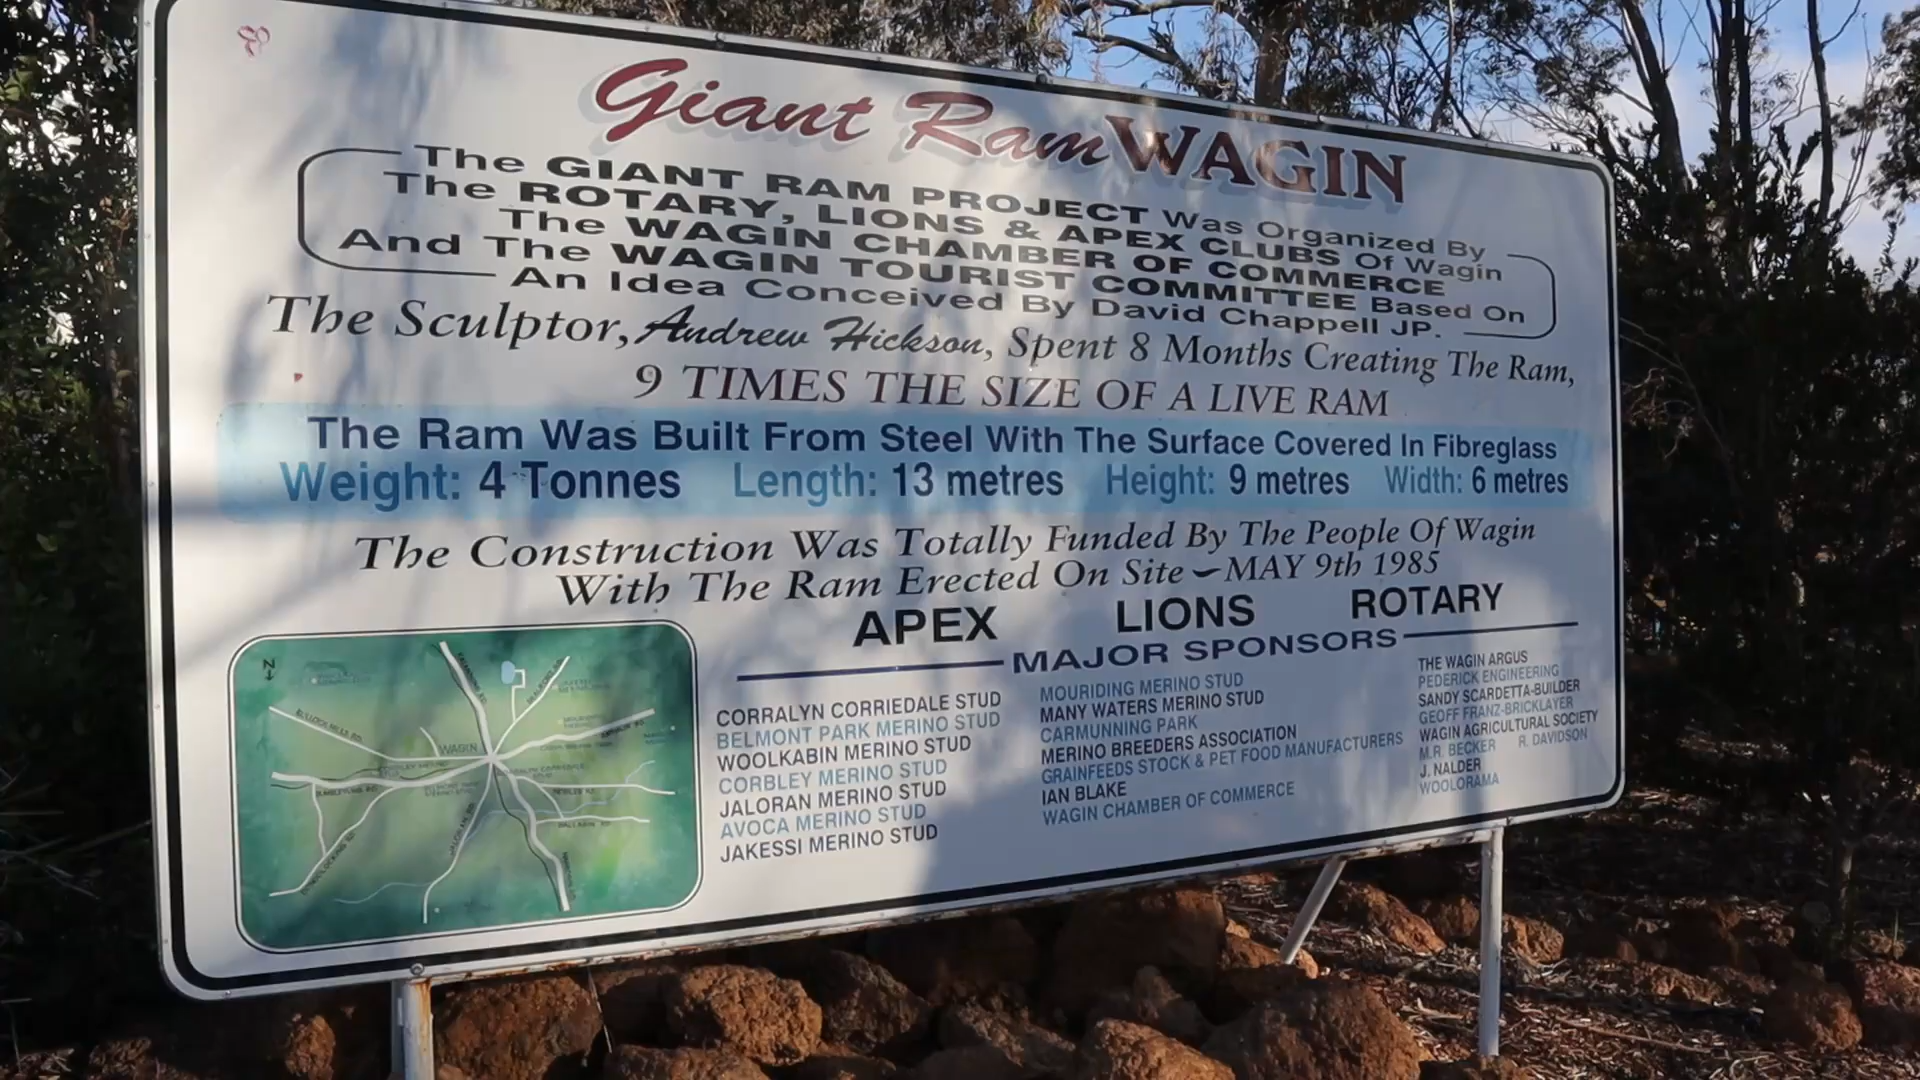 Giant Ram WAGIN
The GIANT RAM PROJECT Was Organized By
The ROTARY, LIONS & APEX CLUBS Of Wagin
The WAGIN CHAMBER OF COMMERCE
And The WAGIN TOURIST COMMITTEE Based On
An Idea Conceived By David Chappell JP.
The Sculptor, Andrew Hickson, Spent 8 Months Creating The Ram,
9 TIMES THE SIZE OF A LIVE RAM
The Ram Was Built From Steel With The Surface Covered In Fibreglass
Weight: 4 Tonnes Length: 13 metres Height: 9 metres Width: 6 metres
The Construction Was Totally Funded By The People Of Wagin
With The Ram Erected On Site - MAY 9th 1985
APEX LIONS ROTARY
MAJOR SPONSORS
CORRALYN CORRIEDALE STUD
BELMONT PARK MERINO STUD
WOOLKABIN MERINO STUD
CORBLEY MERINO STUD
JALORAN MERINO STUD
AVOCA MERINO STUD
JAKESSI MERINO STUD
MOURIDING MERINO STUD
MANY WATERS MERINO STUD
CARMUNNING PARK
MERINO BREEDERS ASSOCIATION
GRAINFEEDS STOCK & PET FOOD MANUFACTURERS
IAN BLAKE
WAGIN CHAMBER OF COMMERCE
THE WAGIN ARGUS
PEDERICK ENGINEERING
SANDY SCARDETTA-BUILDER
GEOFF FRANZ-BRICKLAYER
WAGIN AGRICULTURAL SOCIETY
M.R. BECKER R. DAVIDSON
J. NALDER
WOOLORAMA
N
WAGIN